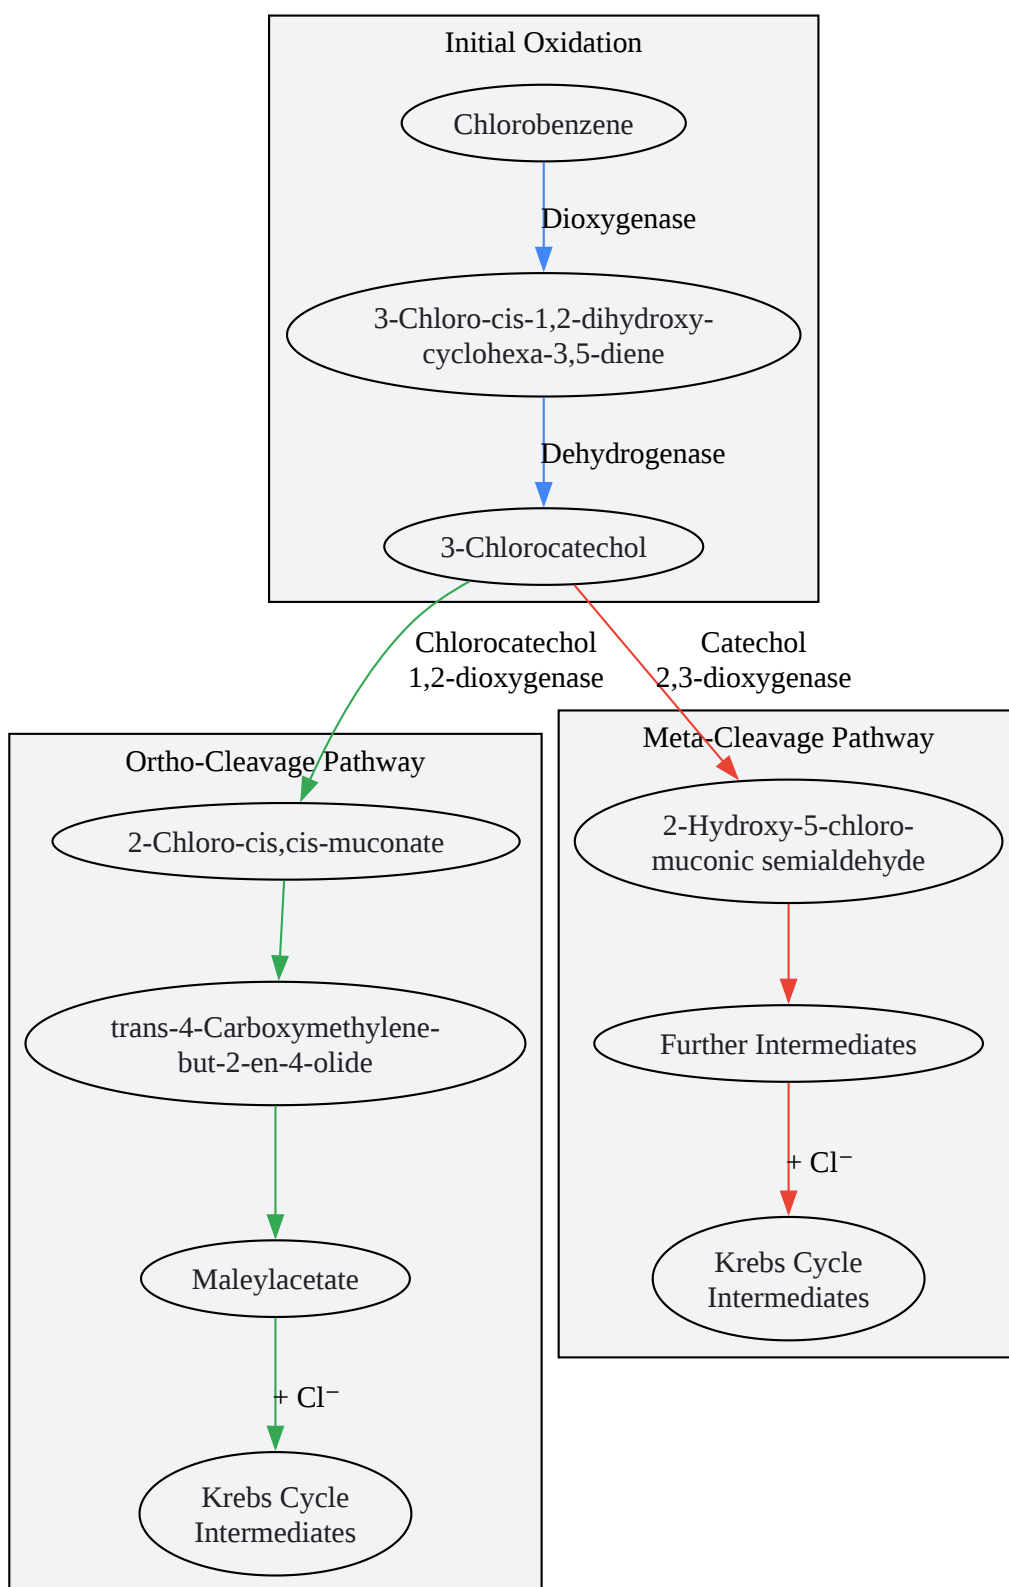 Initial Oxidation
Chlorobenzene
Dioxygenase
3-Chloro-cis-1,2-dihydroxy-
cyclohexa-3,5-diene
Dehydrogenase
3-Chlorocatechol
Chlorocatechol
1,2-dioxygenase
Catechol
2,3-dioxygenase
Ortho-Cleavage Pathway
2-Chloro-cis,cis-muconate
trans-4-Carboxymethylene-
but-2-en-4-olide
Maleylacetate
+ Cl⁻
Krebs Cycle
Intermediates
Meta-Cleavage Pathway
2-Hydroxy-5-chloro-
muconic semialdehyde
Further Intermediates
+ Cl⁻
Krebs Cycle
Intermediates